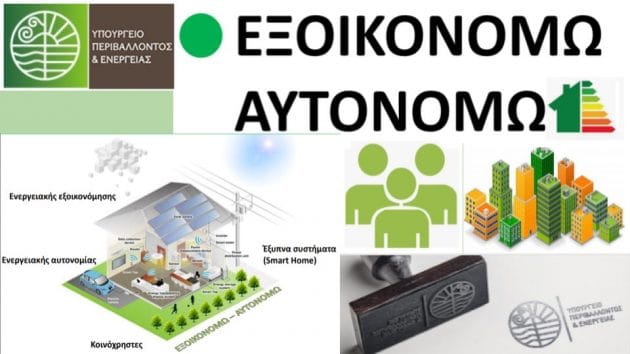 ΥΠΟΥΡΓΕΙΟ
ΠΕΡΙΒΑΛΛΟΝΤΟΣ
& ΕΝΕΡΓΕΙΑΣ
ΕΞΟΙΚΟΝΟΜΩ
ΑΥΤΟΝΟΜΩ
Ενεργειακής εξοικονόμησης
Ενεργειακής αυτονομίας
Έξυπνα συστήματα
(Smart Home)
Κοινόχρηστες
ΕΞΟΙΚΟΝΟΜΩ – ΑΥΤΟΝΟΜΩ
ΥΠΟΥΡΓΕΙΟ
ΠΕΡΙΒΑΛΛΟΝΤΟΣ
& ΕΝΕΡΓΕΙΑΣ